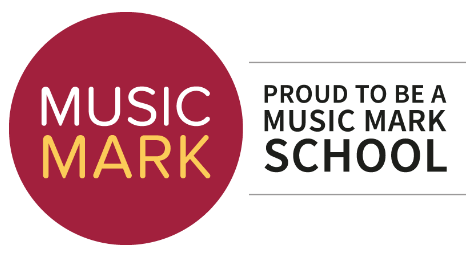 MUSIC
MARK
PROUD TO BE A
MUSIC MARK
SCHOOL